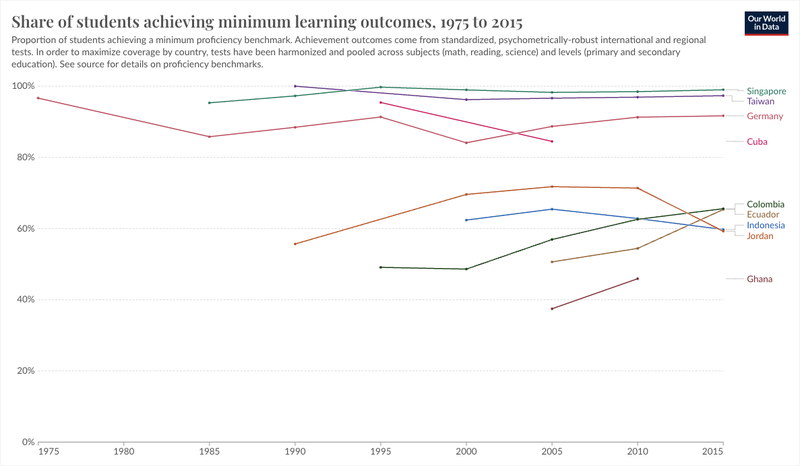 Share of students achieving minimum learning outcomes, 1975 to 2015
Our World
in Data
Proportion of students achieving a minimum proficiency benchmark. Achievement outcomes come from standardized, psychometrically-robust international and regional
tests. In order to maximize coverage by country, tests have been harmonized and pooled across subjects (math, reading, science) and levels (primary and secondary
education). See source for details on proficiency benchmarks.
100%
80%
60%
40%
20%
0%
Singapore
Taiwan
Germany
Cuba
Colombia
Ecuador
Indonesia
Jordan
Ghana
1975 1980 1985 1990 1995 2000 2005 2010 2015